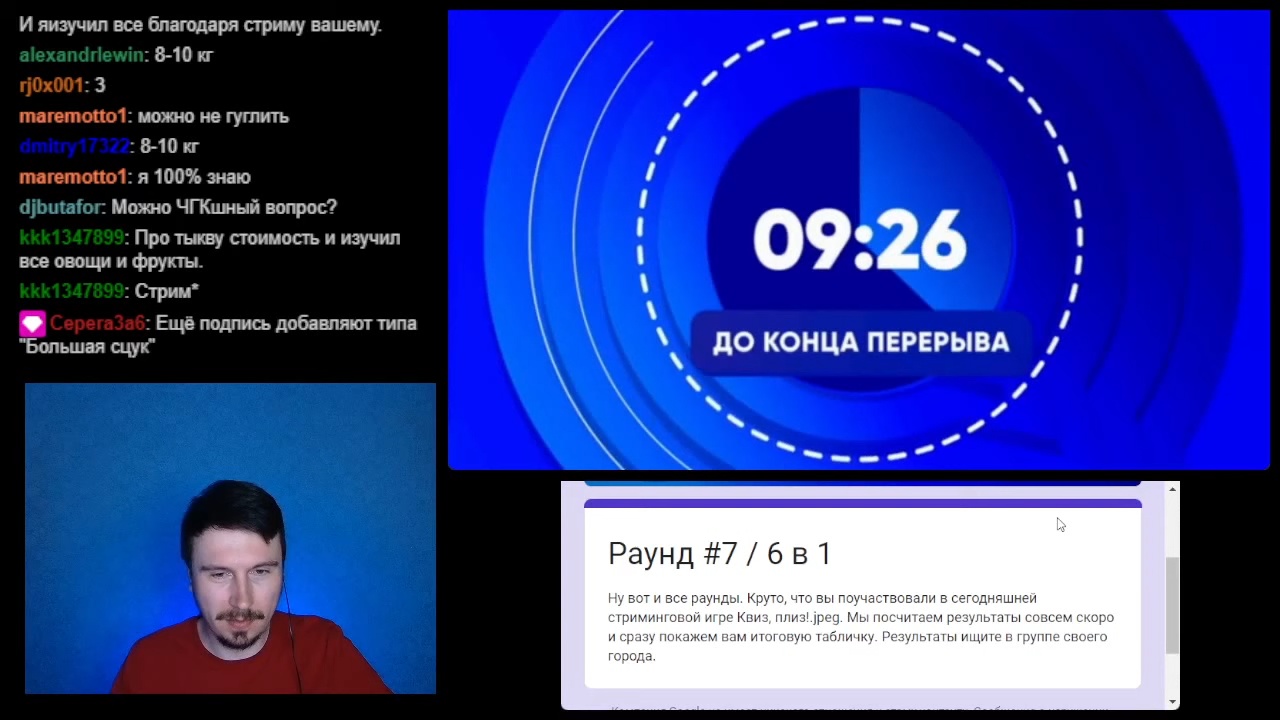 И яизучил все благодаря стриму вашему.
alexandrlewin: 8-10 кг
rj0x001: 3
maremotto1: можно не гуглить
dmitry17322: 8-10 кг
maremotto1: я 100% знаю
djbutafor: Можно ЧГКшный вопрос?
kkk1347899: Про тыкву стоимость и изучил
все овощи и фрукты.
kkk1347899: Стрим*
Серега3а6: Ещё подпись добавляют типа
"Большая сцук"
09:26
ДО КОНЦА ПЕРЕРЫВА
Раунд #7 / 6 в 1
Ну вот и все раунды. Круто, что вы поучаствовали в сегодняшней
стриминговой игре Квиз, плиз!.jpeg. Мы посчитаем результаты совсем скоро
и сразу покажем вам итоговую табличку. Результаты ищите в группе своего
города.